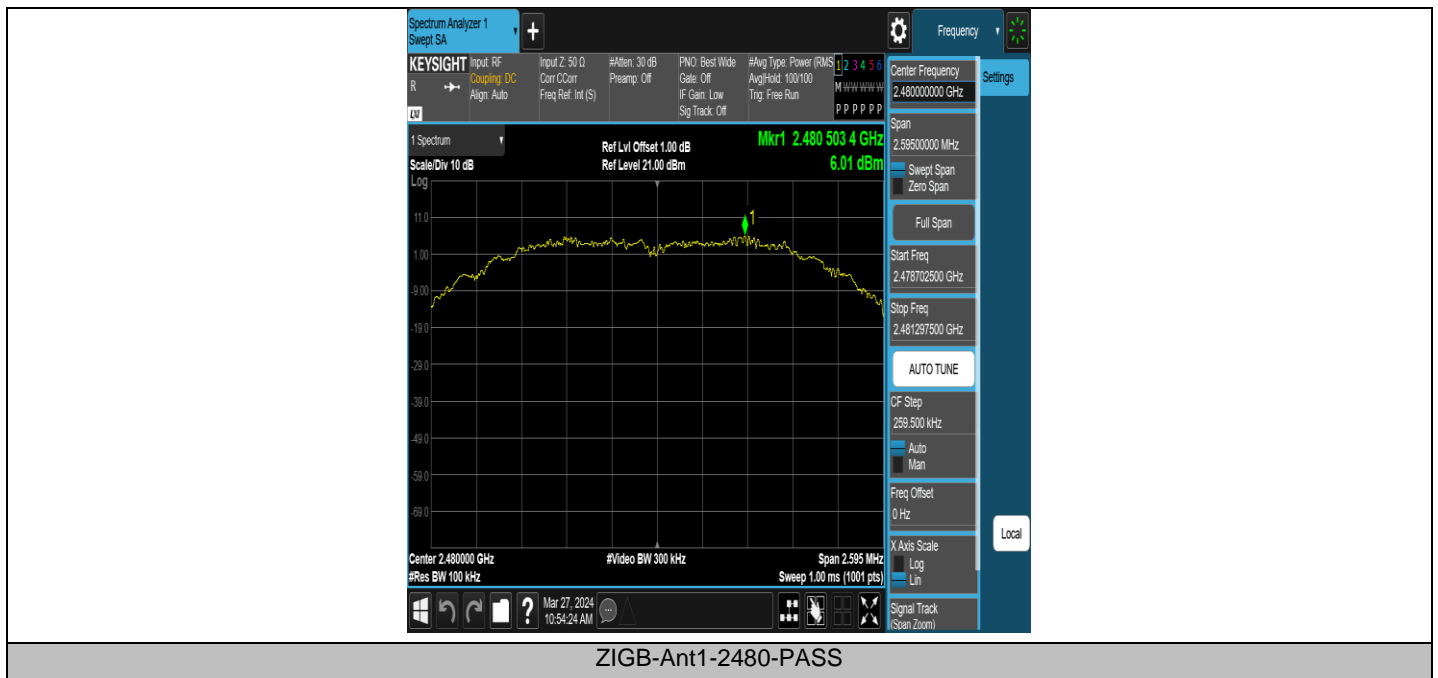 Spectrum Analyzer 1
Swept SA
Frequency
KEYSIGHT
R
LXI
Input: RF
Coupling: DC
Align: Auto
Input Z: 50 Ω
Corr CCorr
Freq Ref: Int (S)
#Atten: 30 dB
Preamp: Off
PNO: Best Wide
Gate: Off
IF Gain: Low
Sig Track: Off
#Avg Type: Power (RMS
Avg|Hold: 100/100
Trig: Free Run
1 2 3 4 5 6
M W W W W W
P P P P P P
1 Spectrum
Scale/Div 10 dB
Log
Ref Lvl Offset 1.00 dB
Ref Level 21.00 dBm
Mkr1 2.480 503 4 GHz
6.01 dBm
1
11.0
1.00
-9.00
-19.0
-29.0
-39.0
-49.0
-59.0
-69.0
Center 2.480000 GHz
#Video BW 300 kHz
Span 2.595 MHz
#Res BW 100 kHz
Sweep 1.00 ms (1001 pts)
Center Frequency
2.480000000 GHz
Settings
Span
2.59500000 MHz
Swept Span
Zero Span
Full Span
Start Freq
2.478702500 GHz
Stop Freq
2.481297500 GHz
AUTO TUNE
CF Step
259.500 kHz
Auto
Man
Freq Offset
0 Hz
Local
X Axis Scale
Log
Lin
Signal Track
(Span Zoom)
?
Mar 27, 2024
10:54:24 AM
ZIGB-Ant1-2480-PASS